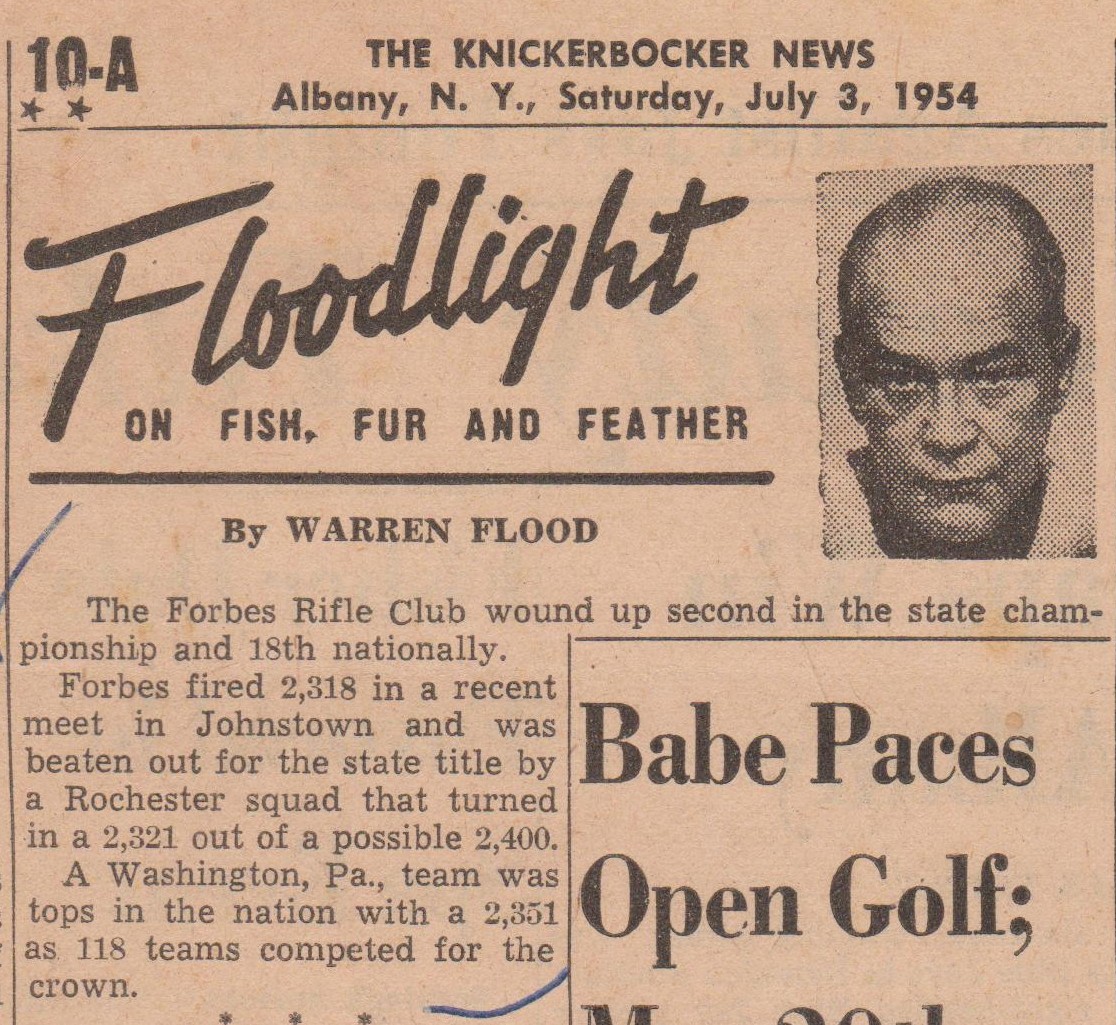 10-A
★ ★
THE KNICKERBOCKER NEWS
Albany, N. Y., Saturday, July 3, 1954
Floodlight
ON FISH, FUR AND FEATHER
By WARREN FLOOD
The Forbes Rifle Club wound up second in the state cham-
pionship and 18th nationally.
Forbes fired 2,318 in a recent
meet in Johnstown and was
beaten out for the state title by
a Rochester squad that turned
in a 2,321 out of a possible 2,400.
A Washington, Pa., team was
tops in the nation with a 2,351
as 118 teams competed for the
crown.
* * *
Babe Paces
Open Golf;